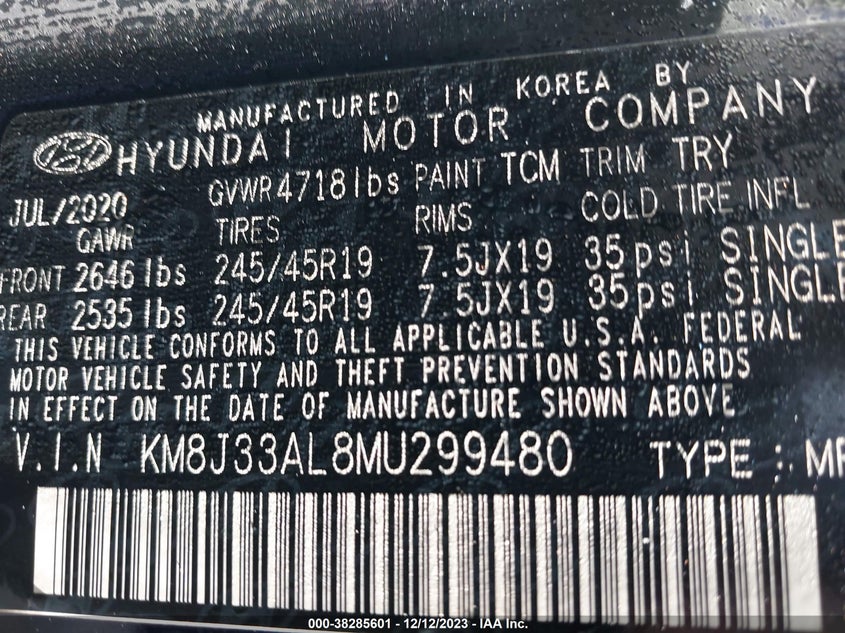 MANUFACTURED IN KOREA BY
HYUNDAI MOTOR COMPANY
JUL/2020 GVWR 4718lbs PAINT TCM TRIM TRY
GAWR TIRES RIMS COLD TIRE INFL
FRONT 2646 lbs 245/45R19 7.5JX19 35psi SINGLE
REAR 2535 lbs 245/45R19 7.5JX19 35psi SINGLE
THIS VEHICLE CONFORMS TO ALL APPLICABLE U.S.A. FEDERAL
MOTOR VEHICLE SAFETY AND THEFT PREVENTION STANDARDS
IN EFFECT ON THE DATE OF MANUFACTURE SHOWN ABOVE
V.I.N KM8J33AL8MU299480 TYPE : 
000-38285601 - 12/12/2023 - IAA Inc.